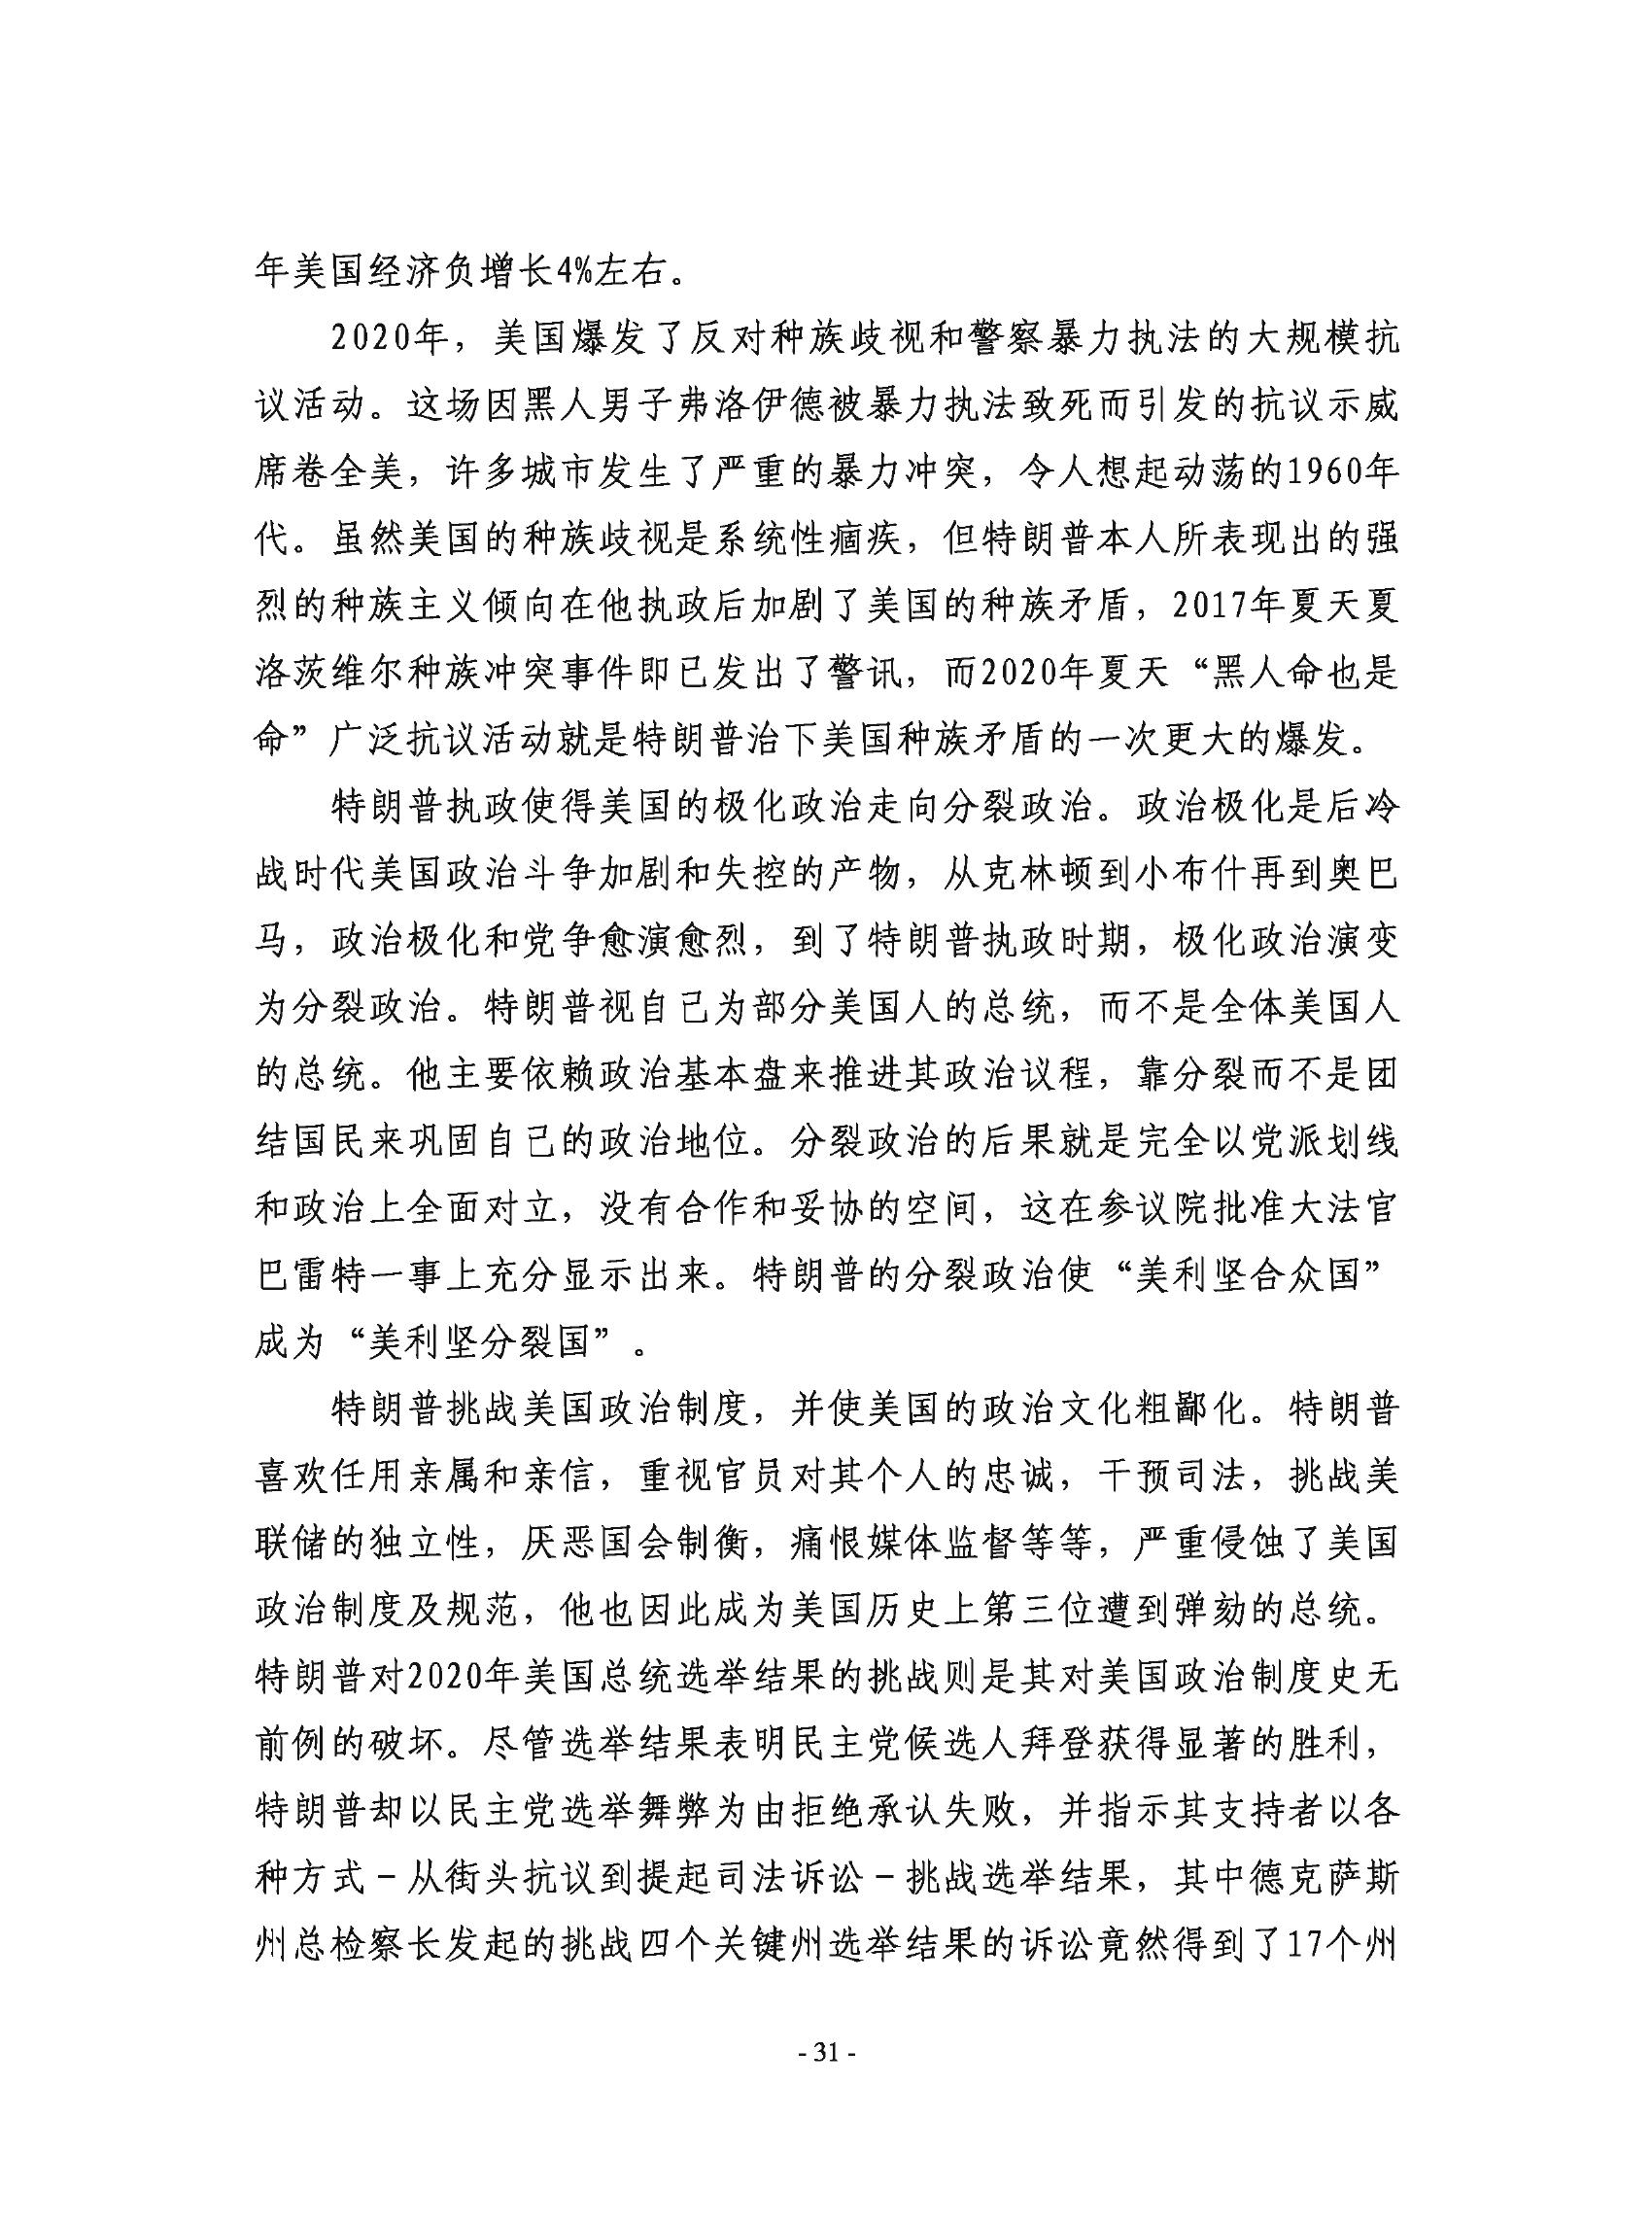 年美国经济负增长4%左右。
2020年，美国爆发了反对种族歧视和警察暴力执法的大规模抗
议活动。这场因黑人男子弗洛伊德被暴力执法致死而引发的抗议示威
席卷全美，许多城市发生了严重的暴力冲突，令人想起动荡的1960年
代。虽然美国的种族歧视是系统性痼疾，但特朗普本人所表现出的强
烈的种族主义倾向在他执政后加剧了美国的种族矛盾，2017年夏天夏
洛茨维尔种族冲突事件即已发出了警讯，而2020年夏天“黑人命也是
命”广泛抗议活动就是特朗普治下美国种族矛盾的一次更大的爆发。
特朗普执政使得美国的极化政治走向分裂政治。政治极化是后冷
战时代美国政治斗争加剧和失控的产物，从克林顿到小布什再到奥巴
马，政治极化和党争愈演愈烈，到了特朗普执政时期，极化政治演变
为分裂政治。特朗普视自己为部分美国人的总统，而不是全体美国人
的总统。他主要依赖政治基本盘来推进其政治议程，靠分裂而不是团
结国民来巩固自己的政治地位。分裂政治的后果就是完全以党派划线
和政治上全面对立，没有合作和妥协的空间，这在参议院批准大法官
巴雷特一事上充分显示出来。特朗普的分裂政治使“美利坚合众国”
成为“美利坚分裂国”。
特朗普挑战美国政治制度，并使美国的政治文化粗鄙化。特朗普
喜欢任用亲属和亲信，重视官员对其个人的忠诚，干预司法，挑战美
联储的独立性，厌恶国会制衡，痛恨媒体监督等等，严重侵蚀了美国
政治制度及规范，他也因此成为美国历史上第三位遭到弹劾的总统。
特朗普对2020年美国总统选举结果的挑战则是其对美国政治制度史无
前例的破坏。尽管选举结果表明民主党候选人拜登获得显著的胜利，
特朗普却以民主党选举舞弊为由拒绝承认失败，并指示其支持者以各
种方式－从街头抗议到提起司法诉讼－挑战选举结果，其中德克萨斯
州总检察长发起的挑战四个关键州选举结果的诉讼竟然得到了17个州
- 31 -